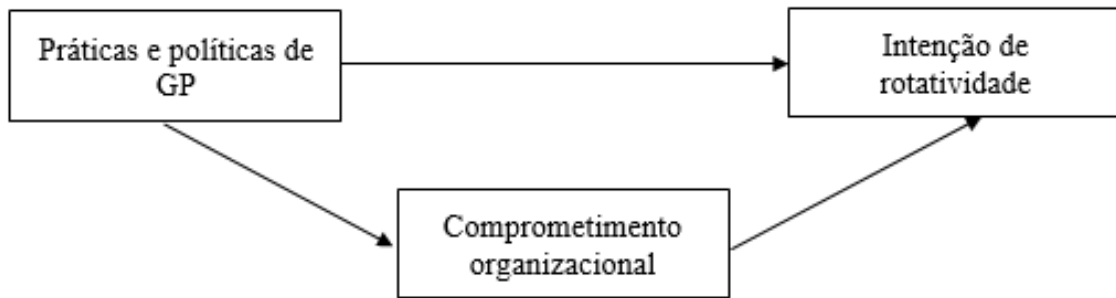 Práticas e políticas de
GP
Intenção de
rotatividade
Comprometimento
organizacional